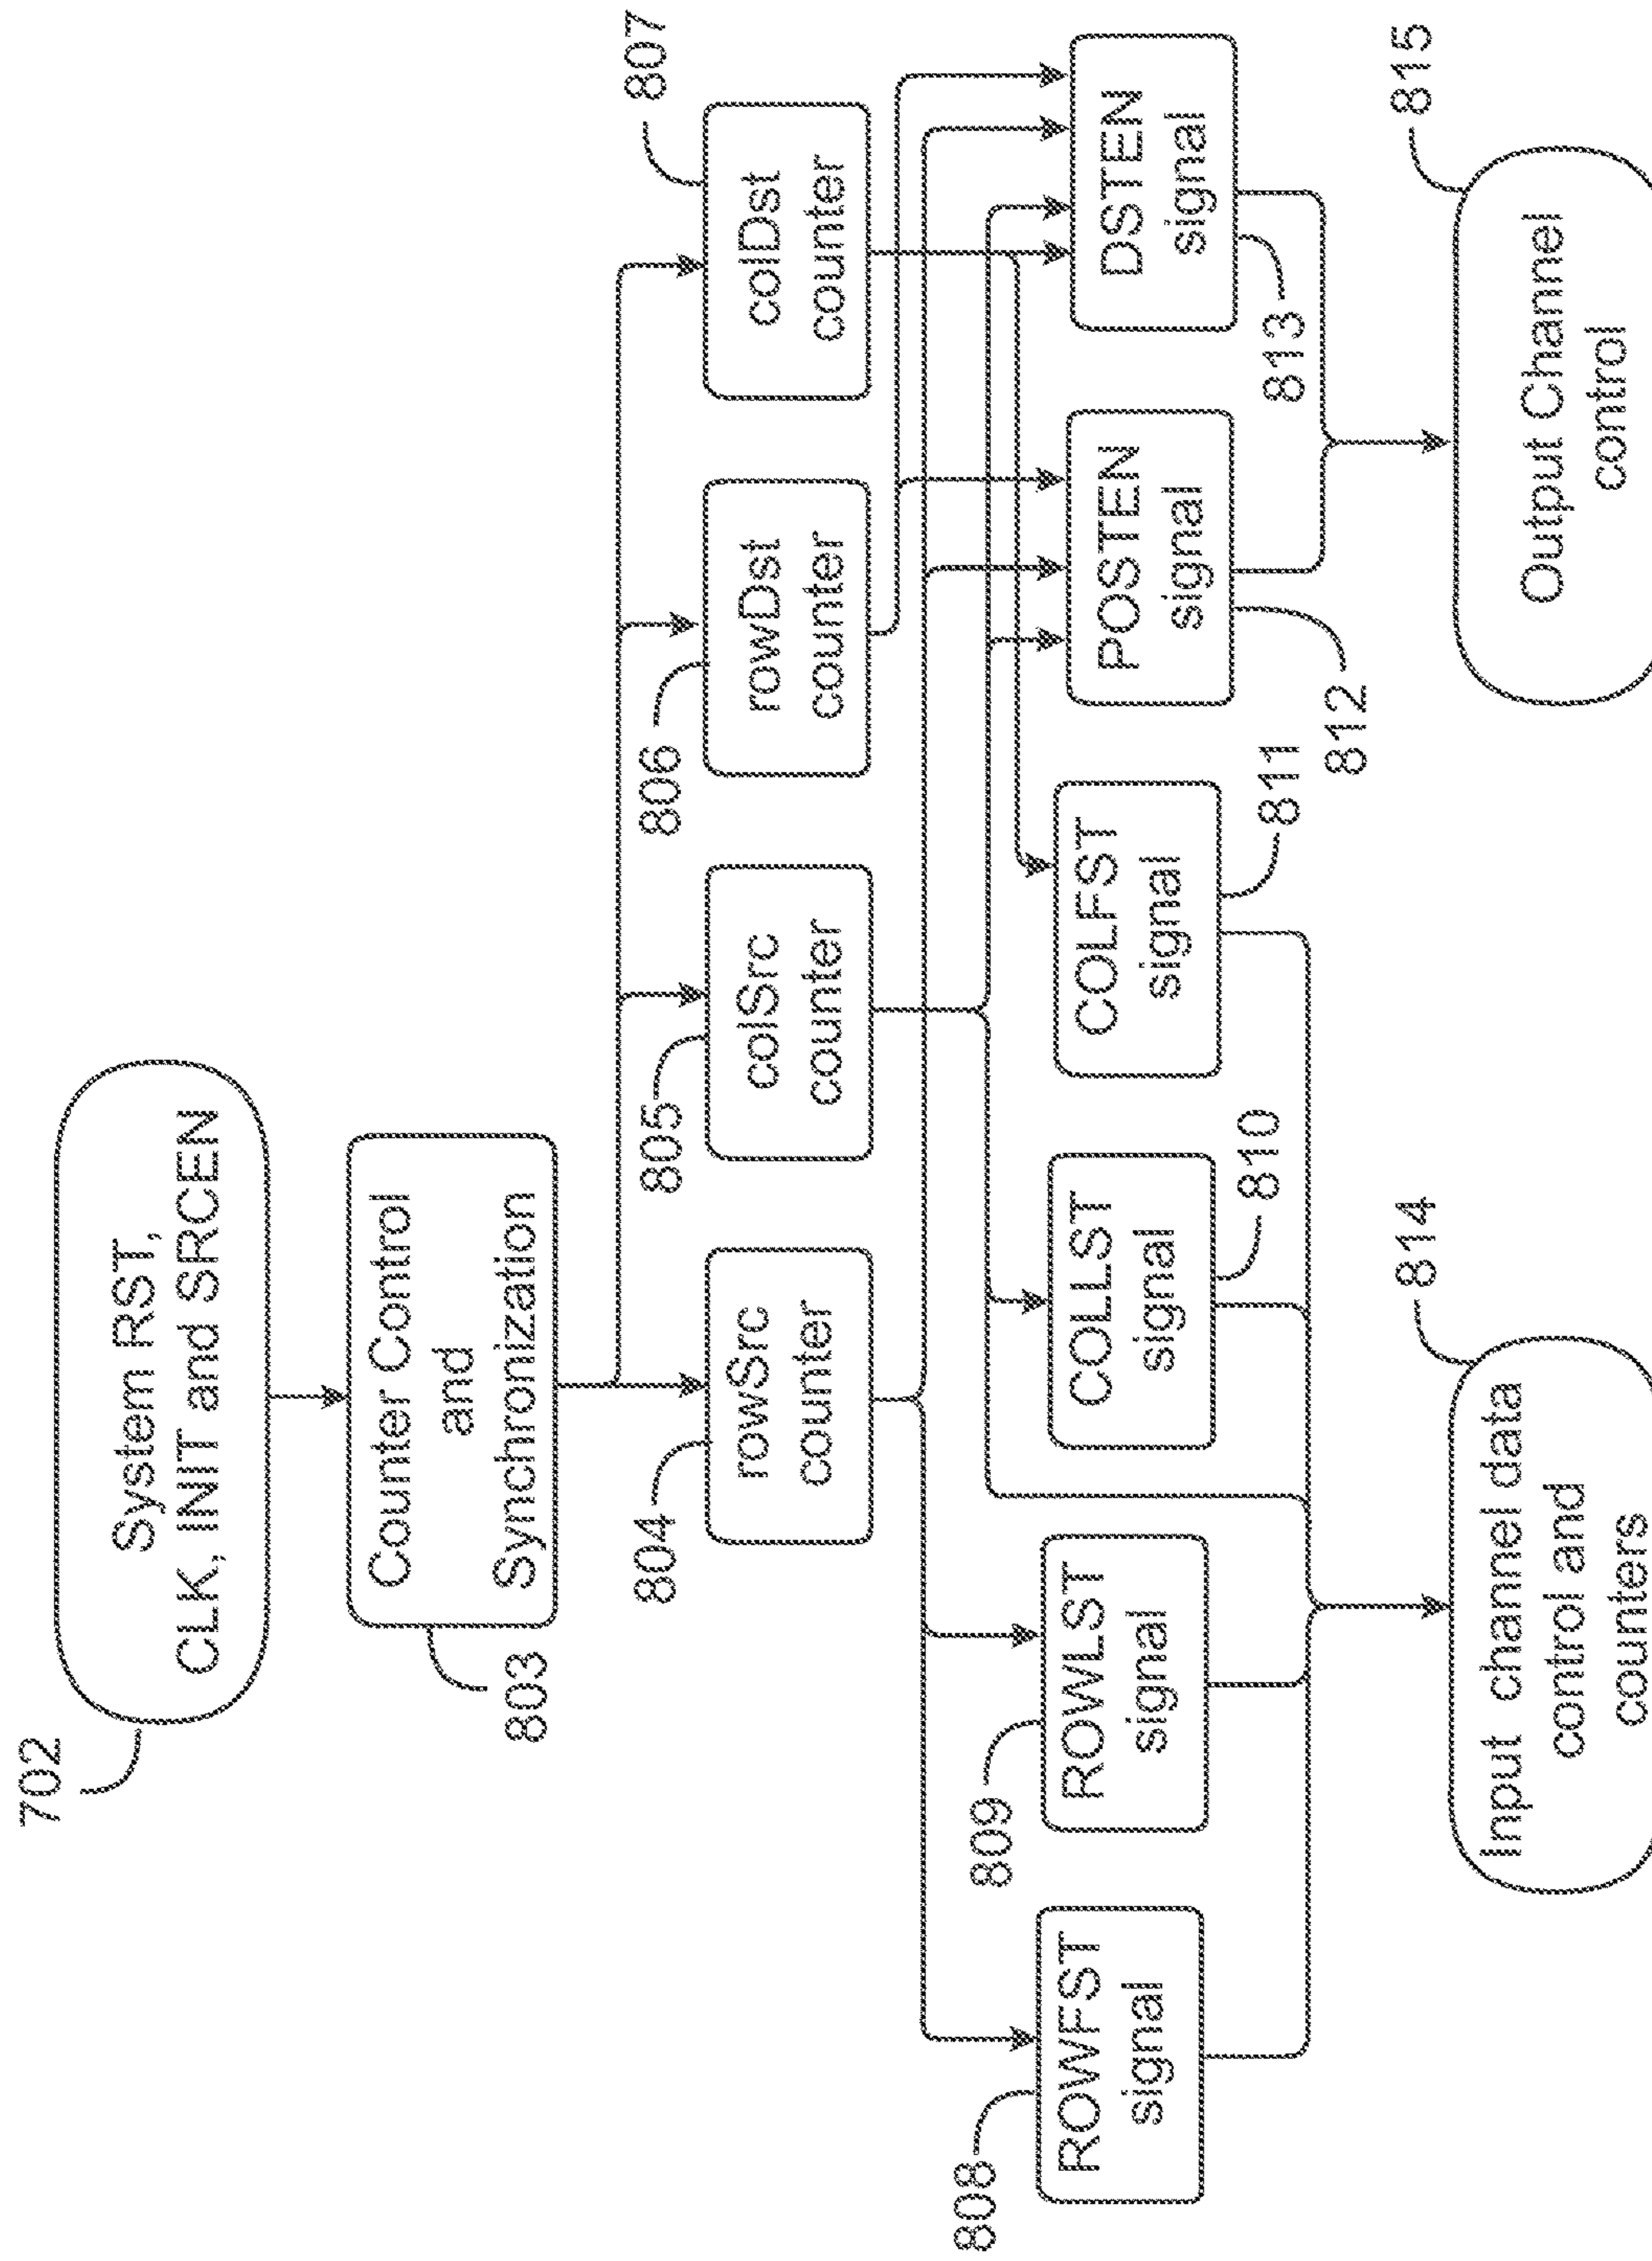 702
System RST,
CLK, INIT and SRCEN
803
Counter Control
and
Synchronization
804
rowSrc
counter
805
colSrc
counter
806
rowDst
counter
807
colDst
counter
808
ROWFST
signal
809
ROWLST
signal
810
COLLST
signal
811
COLFST
signal
812
POSTEN
signal
813
DSTEN
signal
814
Input channel data
control and
counters
815
Output Channel
control